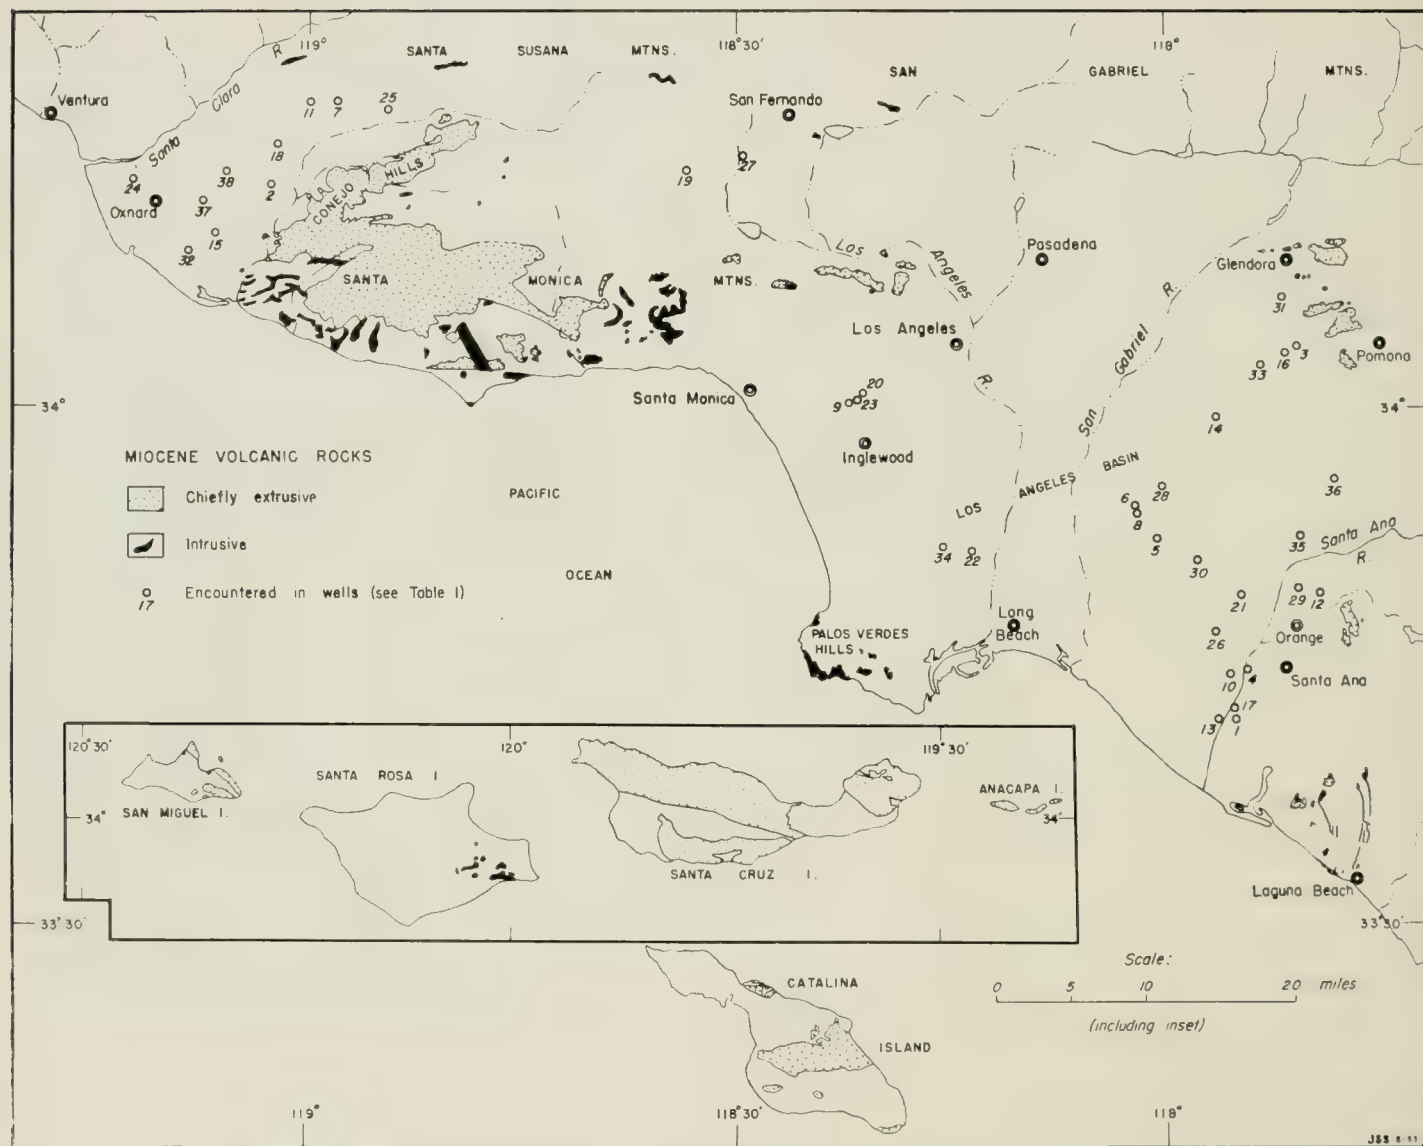 119°
118° 30'
118°
SANTA SUSANA MTNS.
SAN GABRIEL MTNS.
Ventura
Santa Clara R.
11
7
25
San Fernando
18
24
38
2
CONEJO HILLS
19
27
Oxnard
37
15
32
SANTA MONICA MTNS.
Los Angeles R.
Pasadena
Glendora
San Gabriel R.
31
Los Angeles
16
3
Pomona
33
34°
Santa Monica
20
9
23
14
34°
Inglewood
MIOCENE VOLCANIC ROCKS
Chiefly extrusive
Intrusive
17
Encountered in wells (see Table 1)
PACIFIC
OCEAN
LOS ANGELES BASIN
6
28
8
36
5
34
22
30
35
Santa Ana R.
21
29
12
Long Beach
26
Orange
PALOS VERDES HILLS
10
4
Santa Ana
17
13
1
120° 30'
120°
119° 30'
SANTA ROSA I.
SAN MIGUEL I.
34°
ANACAPA I.
34°
SANTA CRUZ I.
Laguna Beach
33° 30'
33° 30'
CATALINA
ISLAND
Scale:
0 5 10 20 miles
(including inset)
119°
118° 30'
118°